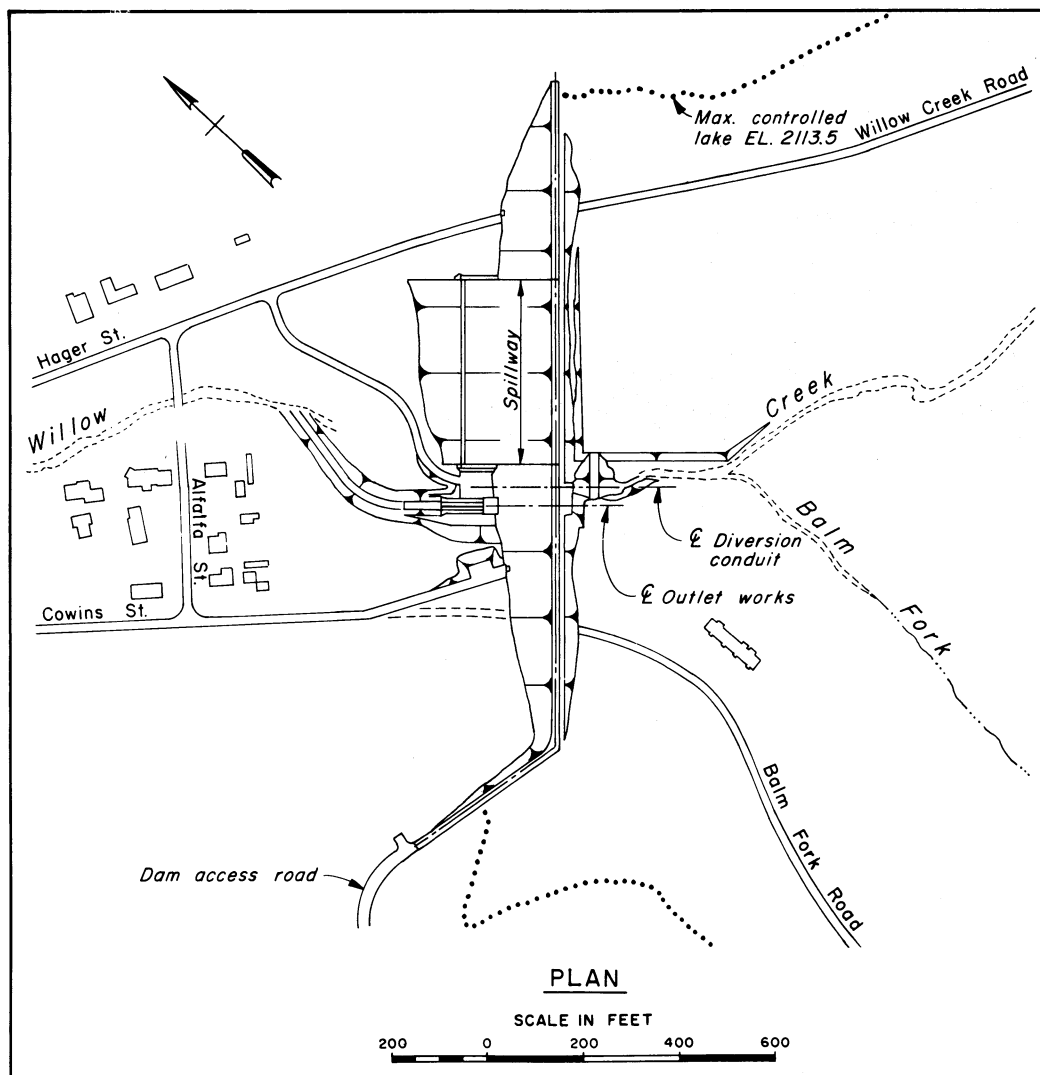 Max. controlled
lake EL. 2113.5
Willow Creek Road
Hager St.
Spillway
Willow
Creek
Alfalfa St.
Balm
Fork
℄ Diversion
conduit
℄ Outlet works
Cowins St.
Balm Fork Road
Dam access road
PLAN
SCALE IN FEET
200 0 200 400 600